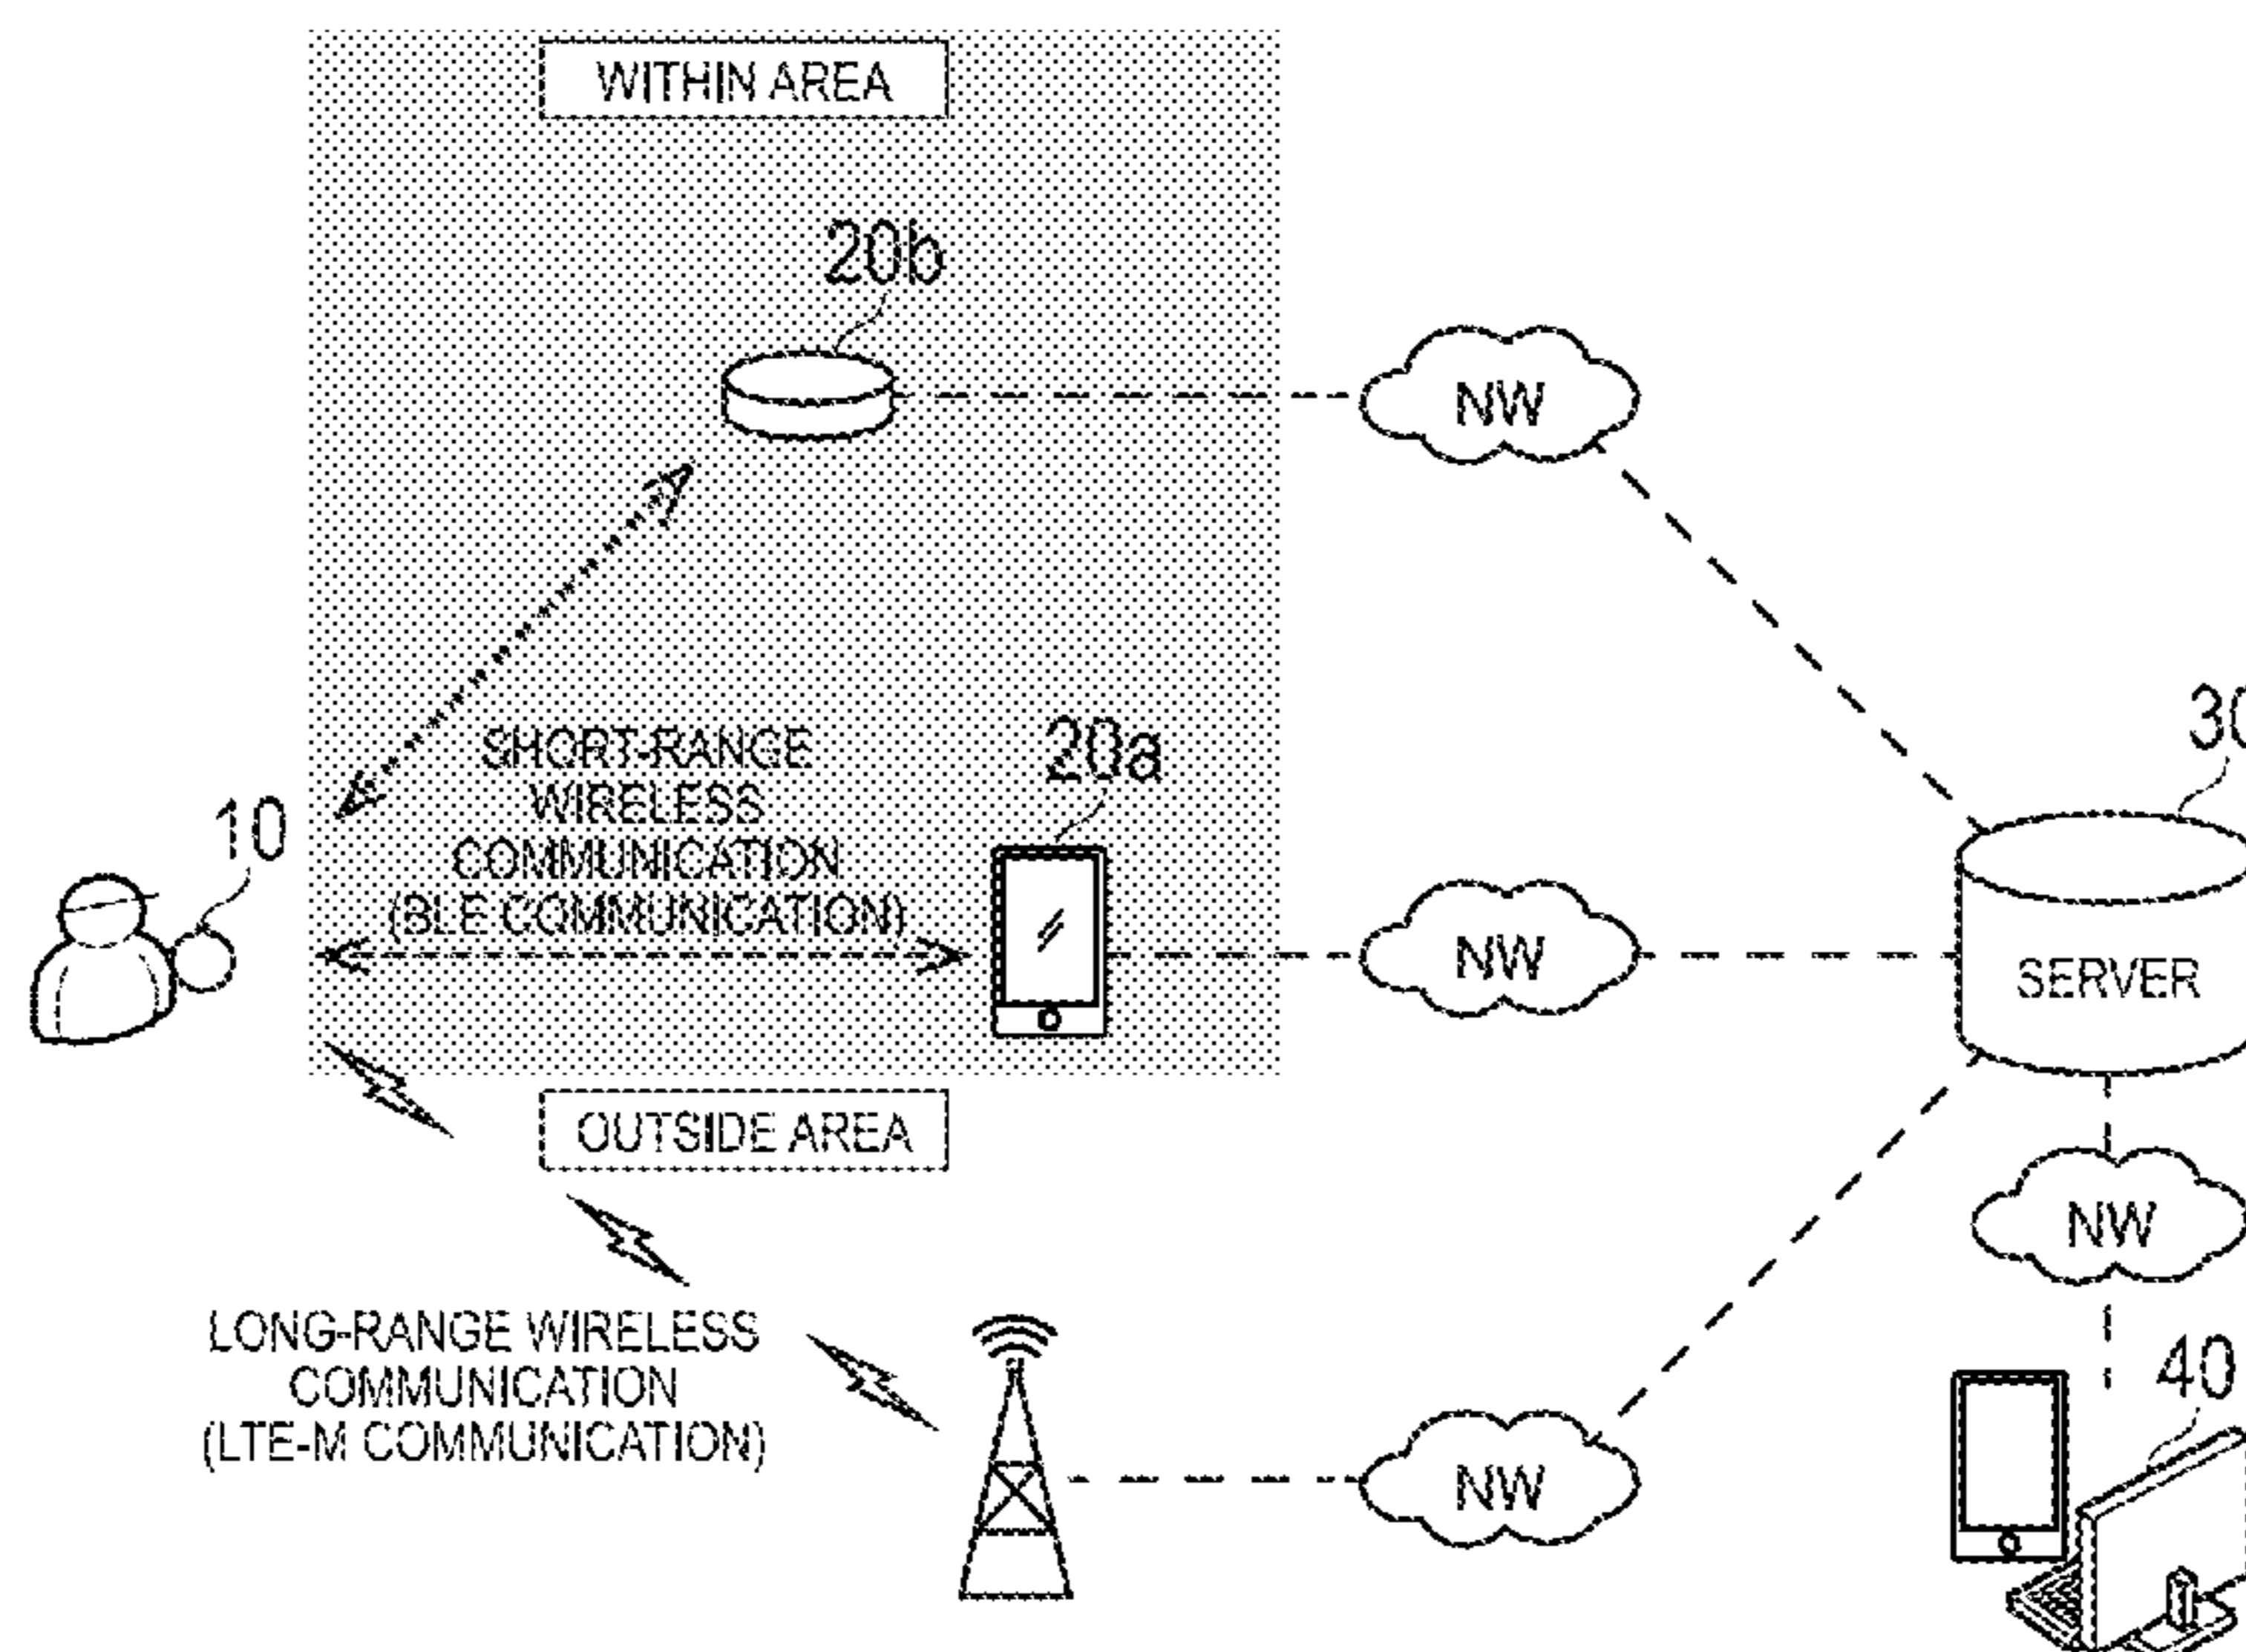 WITHIN AREA
20b
NW
SHORT-RANGE
WIRELESS
COMMUNICATION
(BLE COMMUNICATION)
20a
30
10
NW
SERVER
OUTSIDE AREA
NW
LONG-RANGE WIRELESS
COMMUNICATION
(LTE-M COMMUNICATION)
40
NW